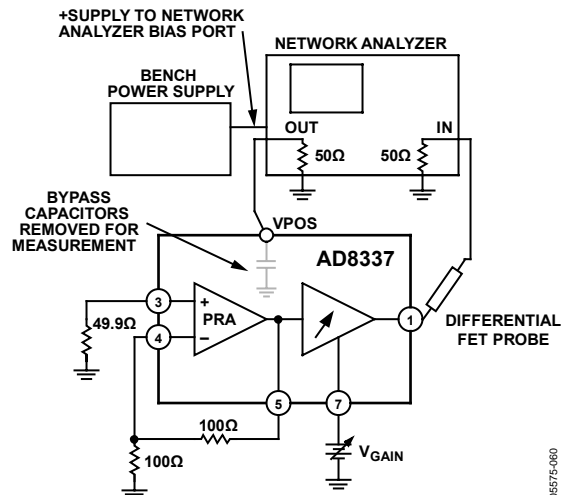 +SUPPLY TO NETWORK
ANALYZER BIAS PORT
NETWORK ANALYZER
BENCH
POWER SUPPLY
OUT
IN
50Ω
50Ω
BYPASS
CAPACITORS
REMOVED FOR
MEASUREMENT
VPOS
AD8337
3
+
PRA
49.9Ω
4
–
1
DIFFERENTIAL
FET PROBE
5
7
100Ω
100Ω
VGAIN
05575-060